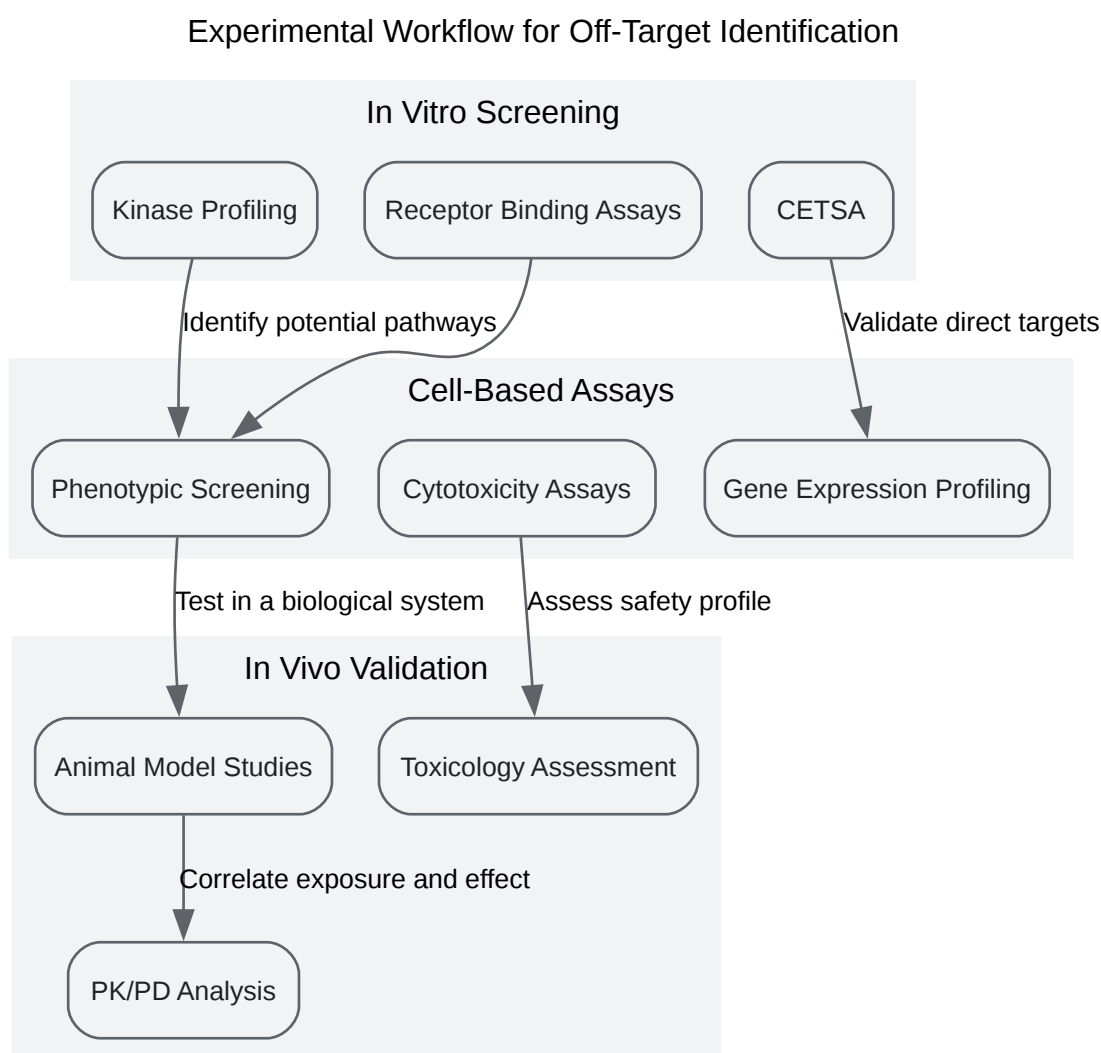 Experimental Workflow for Off-Target Identification
In Vitro Screening
Kinase Profiling
Receptor Binding Assays
CETSA
Identify potential pathways
Validate direct targets
Cell-Based Assays
Phenotypic Screening
Cytotoxicity Assays
Gene Expression Profiling
Test in a biological system
Assess safety profile
In Vivo Validation
Animal Model Studies
Toxicology Assessment
Correlate exposure and effect
PK/PD Analysis